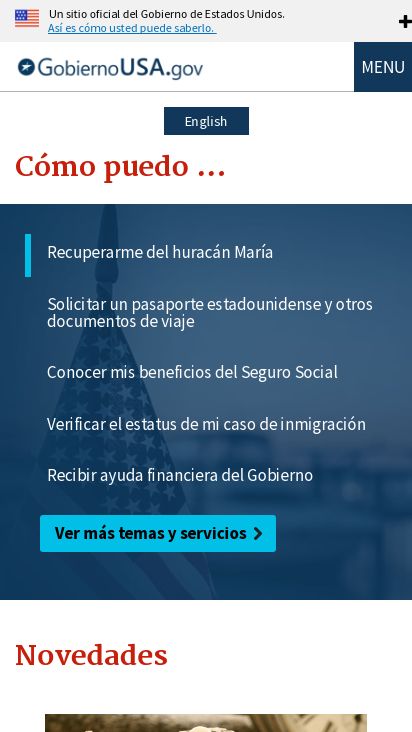 Un sitio oficial del Gobierno de Estados Unidos.
Así es cómo usted puede saberlo.
GobiernoUSA.gov
MENU
English
Cómo puedo ...
Recuperarme del huracán María
Solicitar un pasaporte estadounidense y otros
documentos de viaje
Conocer mis beneficios del Seguro Social
Verificar el estatus de mi caso de inmigración
Recibir ayuda financiera del Gobierno
Ver más temas y servicios
Novedades